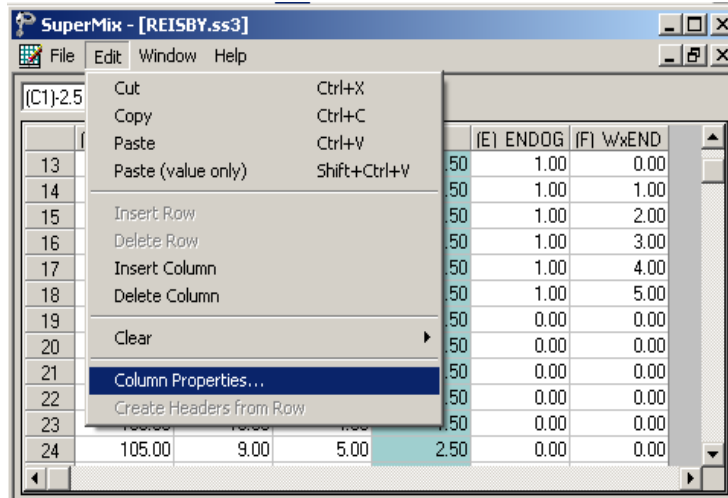 SuperMix - [REISBY.ss3]
File Edit Window Help
(C1)-2.5
Cut Ctrl+X
Copy Ctrl+C
Paste Ctrl+V
Paste (value only) Shift+Ctrl+V
Insert Row
Delete Row
Insert Column
Delete Column
Clear
Column Properties...
Create Headers from Row
(E) ENDOG (F) WxEND
13 .50 1.00 0.00
14 .50 1.00 1.00
15 .50 1.00 2.00
16 .50 1.00 3.00
17 .50 1.00 4.00
18 .50 1.00 5.00
19 .50 0.00 0.00
20 .50 0.00 0.00
21 .50 0.00 0.00
22 .50 0.00 0.00
23 .50 0.00 0.00
24 105.00 9.00 5.00 2.50 0.00 0.00